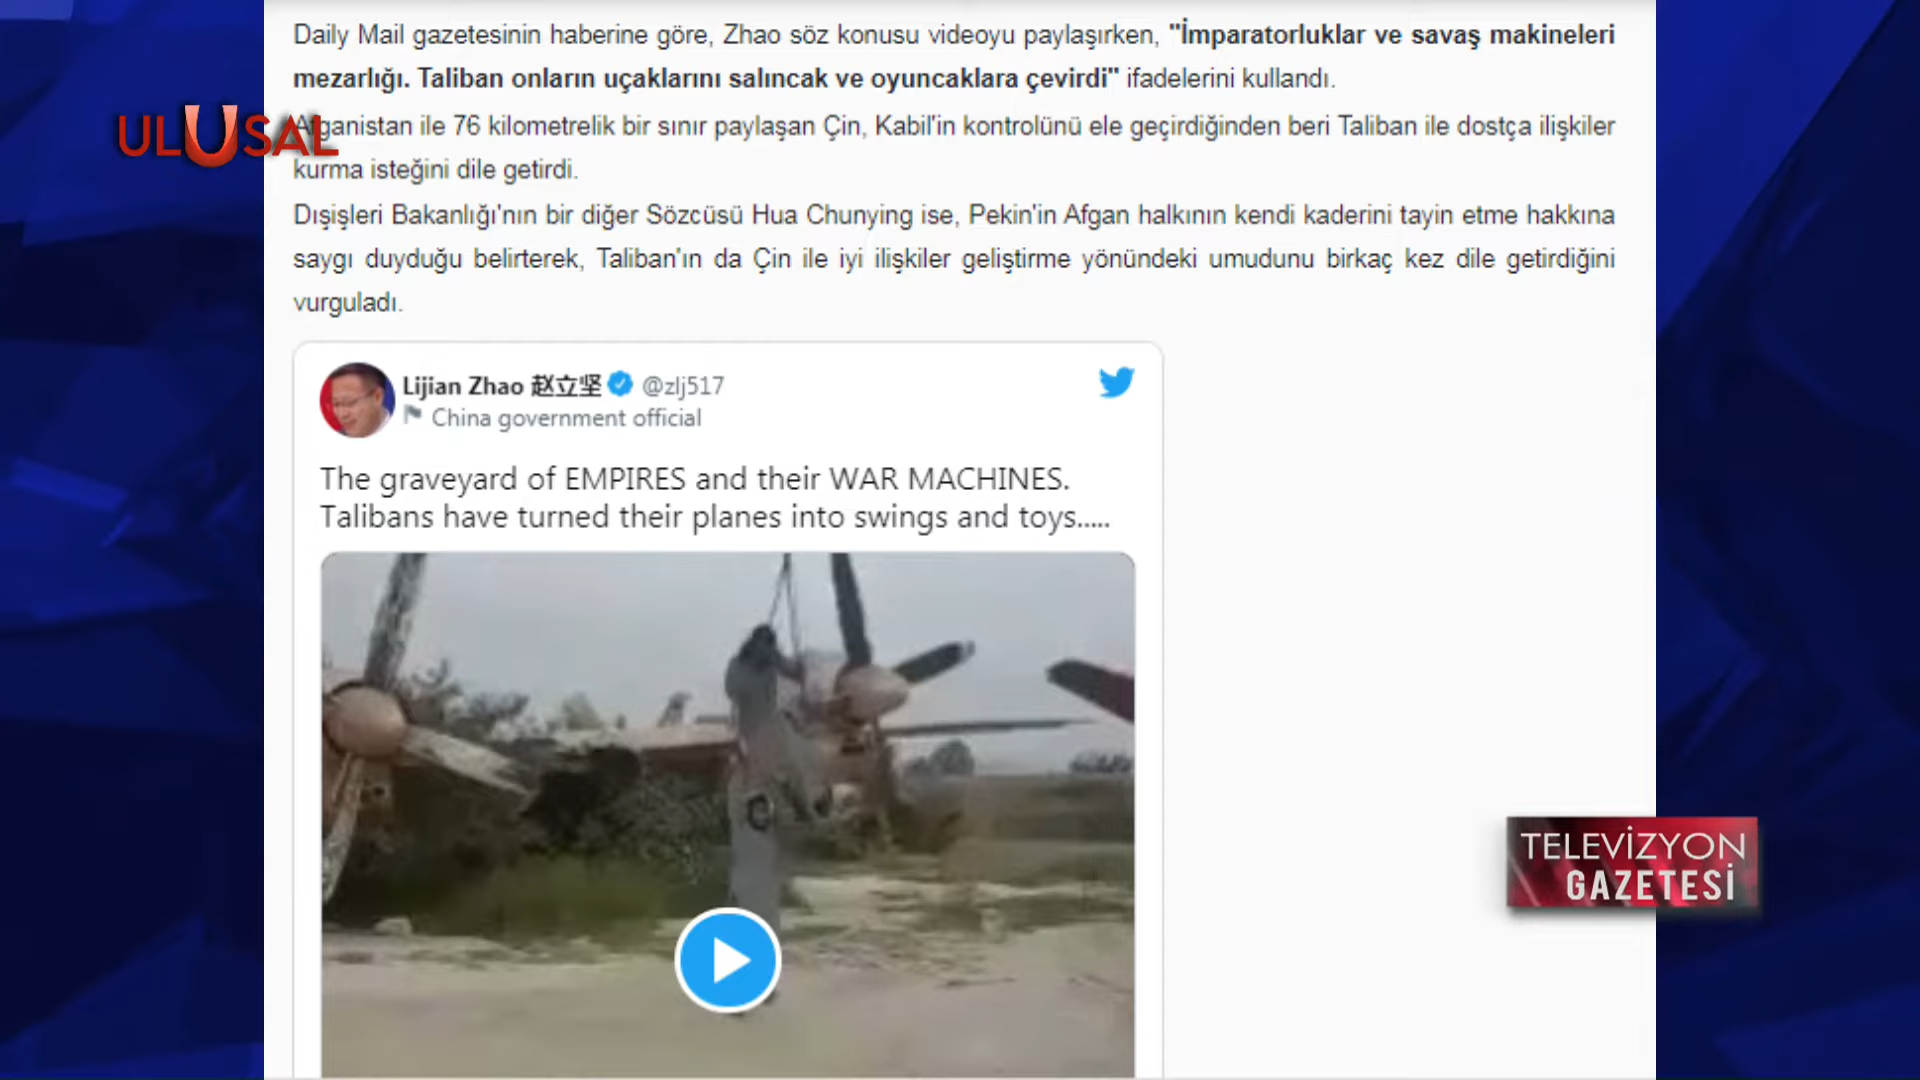 Daily Mail gazetesinin haberine göre, Zhao söz konusu videoyu paylaşırken, "İmparatorluklar ve savaş makineleri
mezarlığı. Taliban onların uçaklarını salıncak ve oyuncaklara çevirdi" ifadelerini kullandı.
ULUSAL
Afganistan ile 76 kilometrelik bir sınır paylaşan Çin, Kabil'in kontrolünü ele geçirdiğinden beri Taliban ile dostça ilişkiler
kurma isteğini dile getirdi.
Dışişleri Bakanlığı'nın bir diğer Sözcüsü Hua Chunying ise, Pekin'in Afgan halkının kendi kaderini tayin etme hakkına
saygı duyduğu belirterek, Taliban'ın da Çin ile iyi ilişkiler geliştirme yönündeki umudunu birkaç kez dile getirdiğini
vurguladı.
Lijian Zhao 赵立坚 @zlj517
China government official
The graveyard of EMPIRES and their WAR MACHINES.
Talibans have turned their planes into swings and toys.....
TELEVİZYON
GAZETESİ